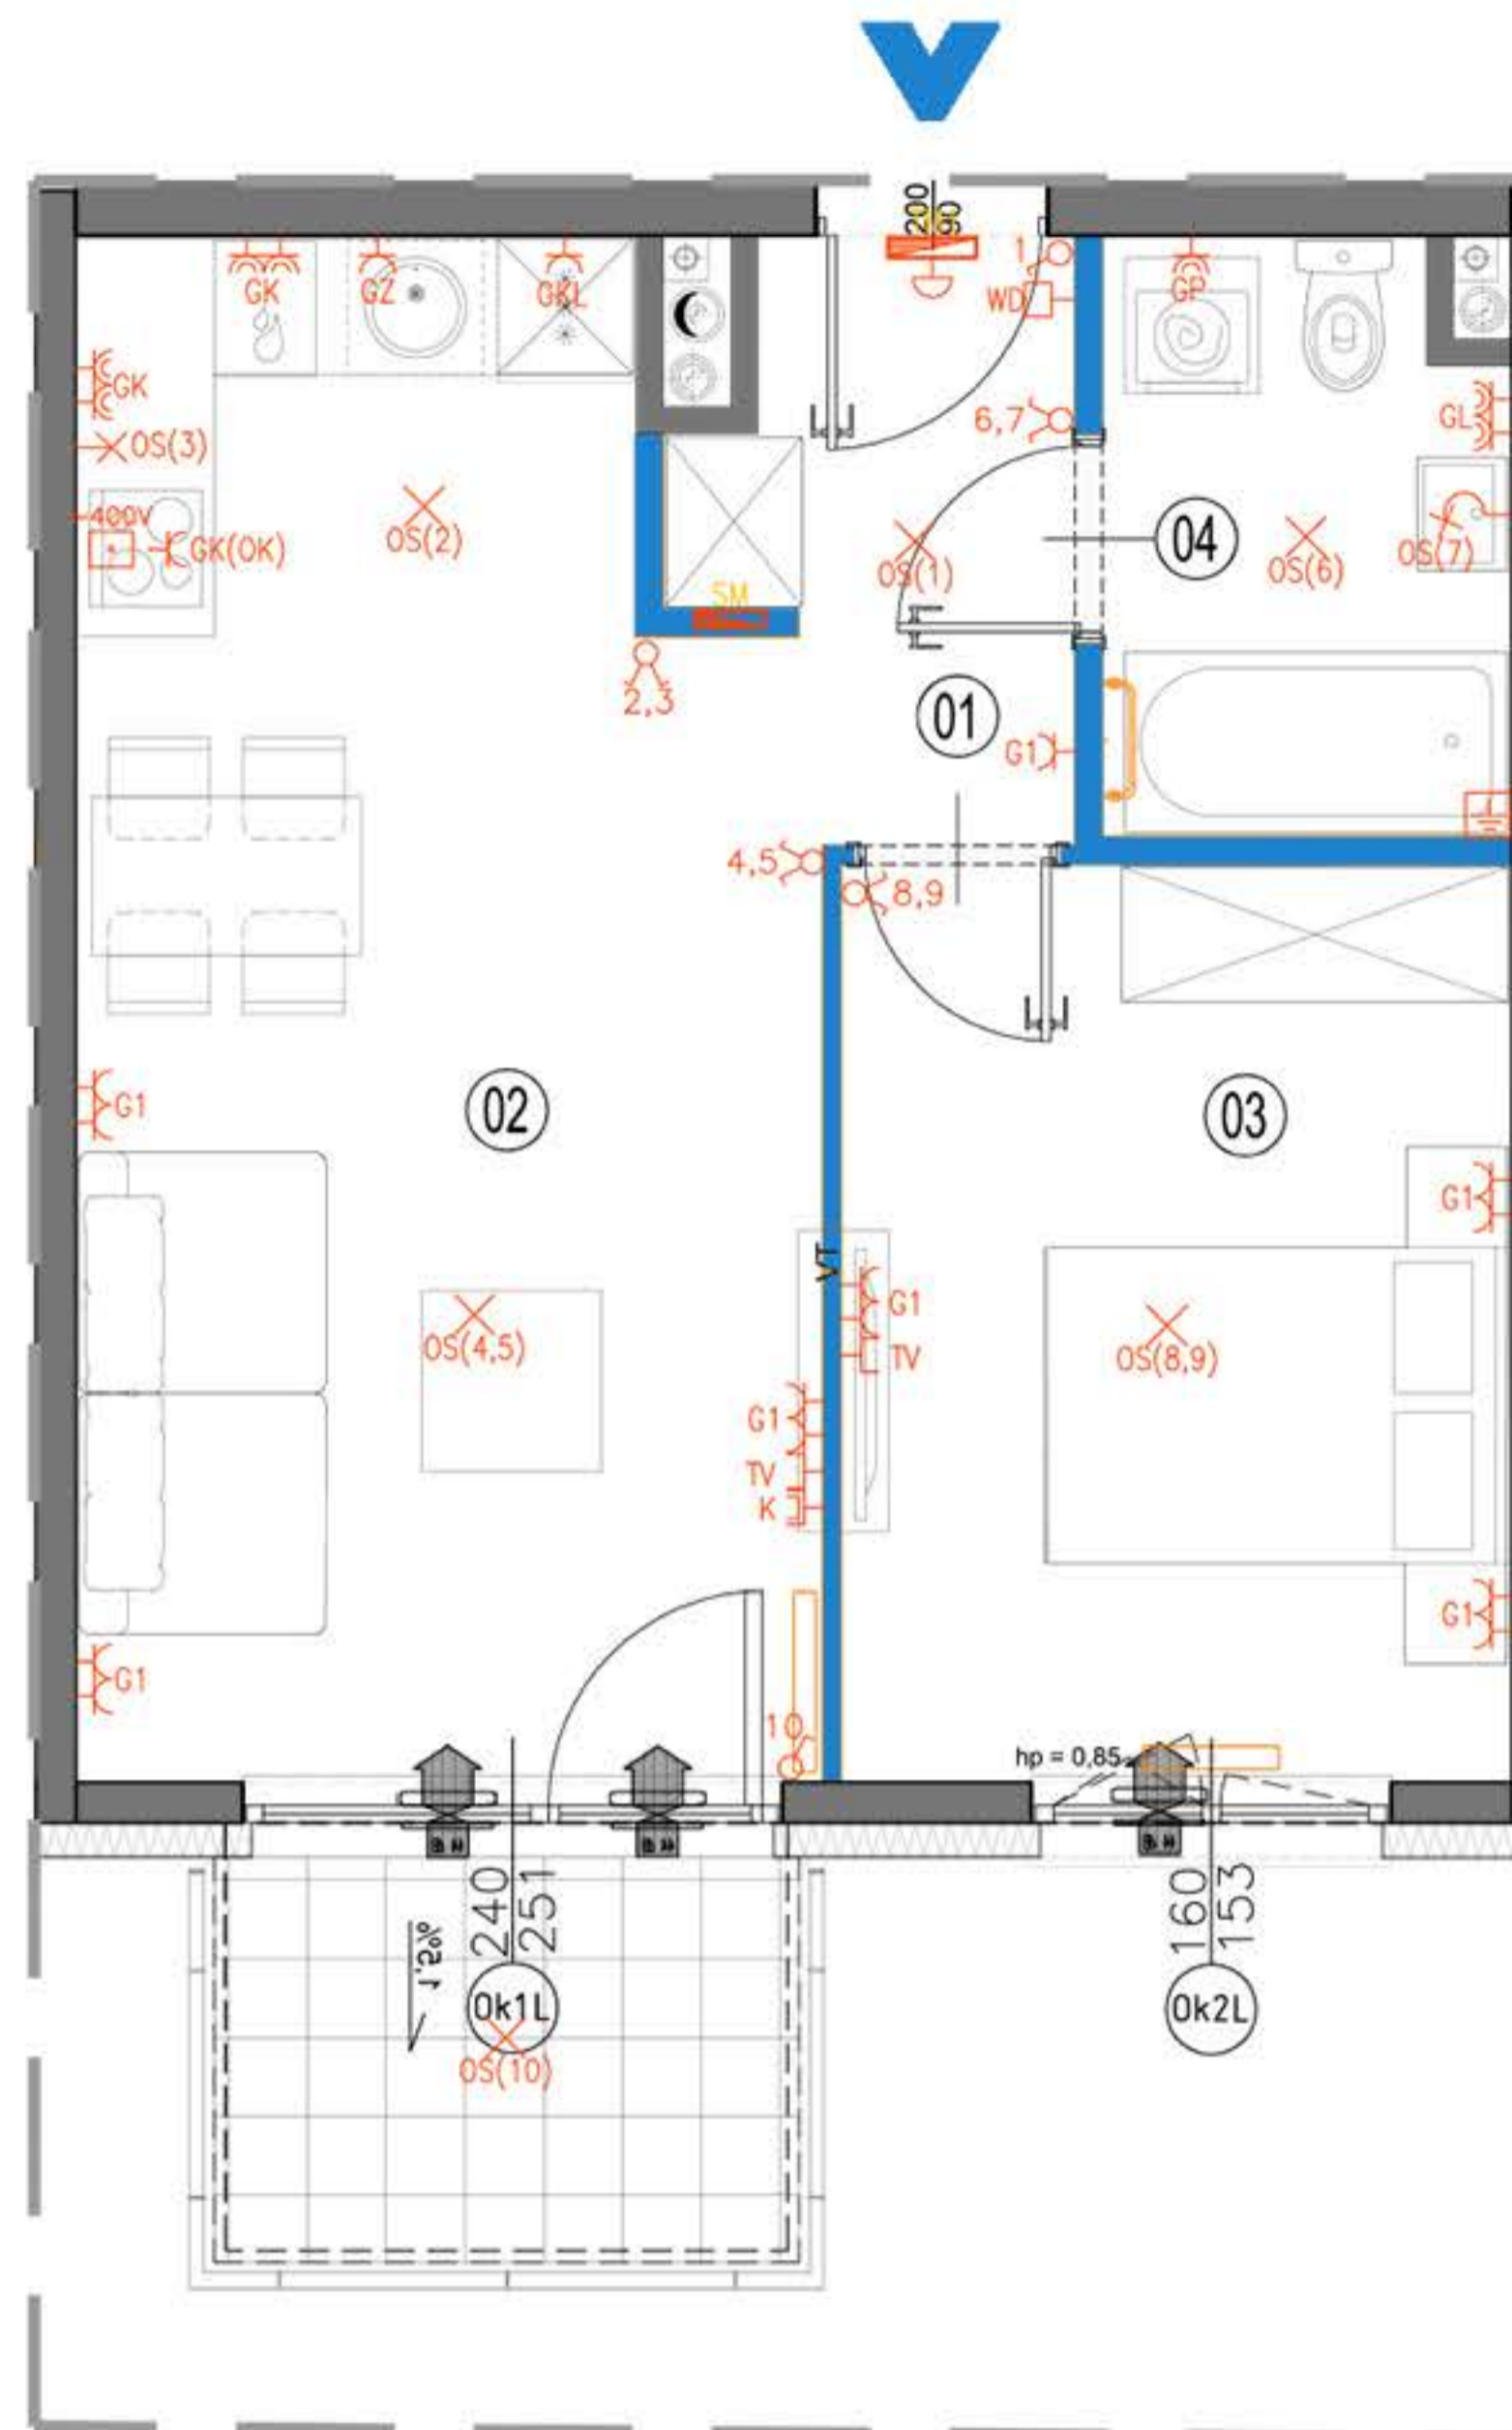 200
90
1
WD
GK
GZ
GKL
GP
GK
OS(3)
6,7
GL
400V
GK(OK)
OS(2)
OS(1)
04
OS(6)
OS(7)
SM
2,3
01
G1
4,5
8,9
G1
02
03
G1
VT
G1
TV
OS(4,5)
OS(8,9)
G1
TV
K
G1
G1
10
hp = 0,85
240
251
1,5%
160
153
Ok1L
Ok2L
OS(10)